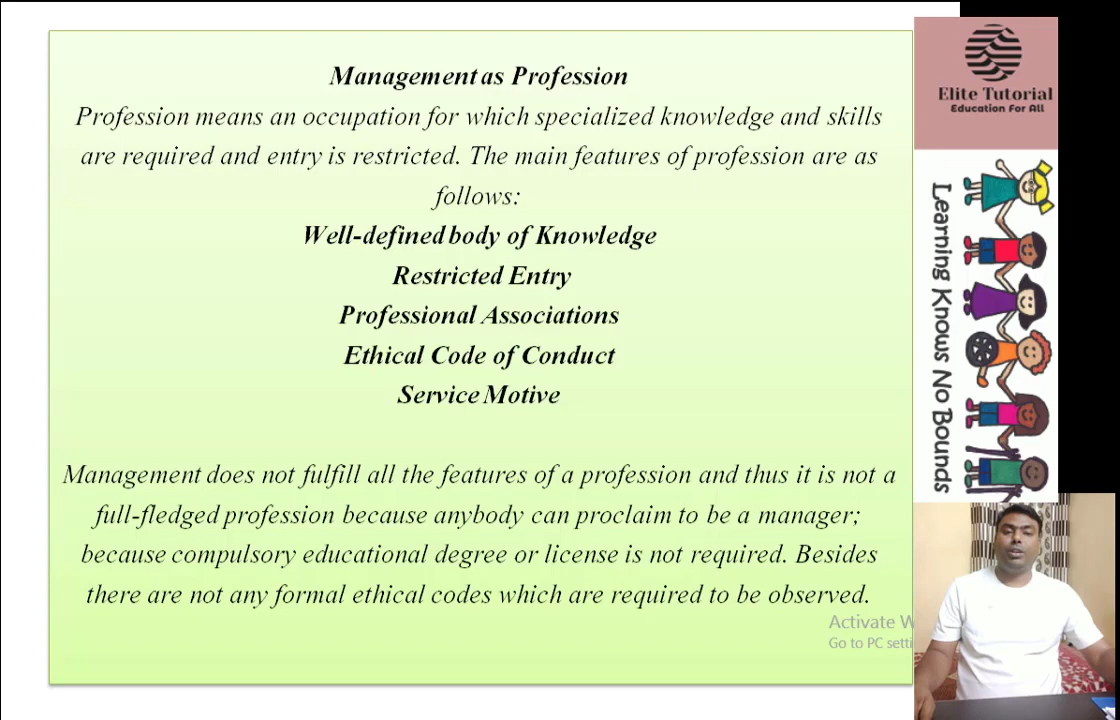 Management as Profession
Profession means an occupation for which specialized knowledge and skills
are required and entry is restricted. The main features of profession are as
follows:
Well-defined body of Knowledge
Restricted Entry
Professional Associations
Ethical Code of Conduct
Service Motive
Management does not fulfill all the features of a profession and thus it is not a
full-fledged profession because anybody can proclaim to be a manager;
because compulsory educational degree or license is not required. Besides
there are not any formal ethical codes which are required to be observed.
Activate W
Go to PC setti
Elite Tutorial
Education For All
Learning Knows No Bounds